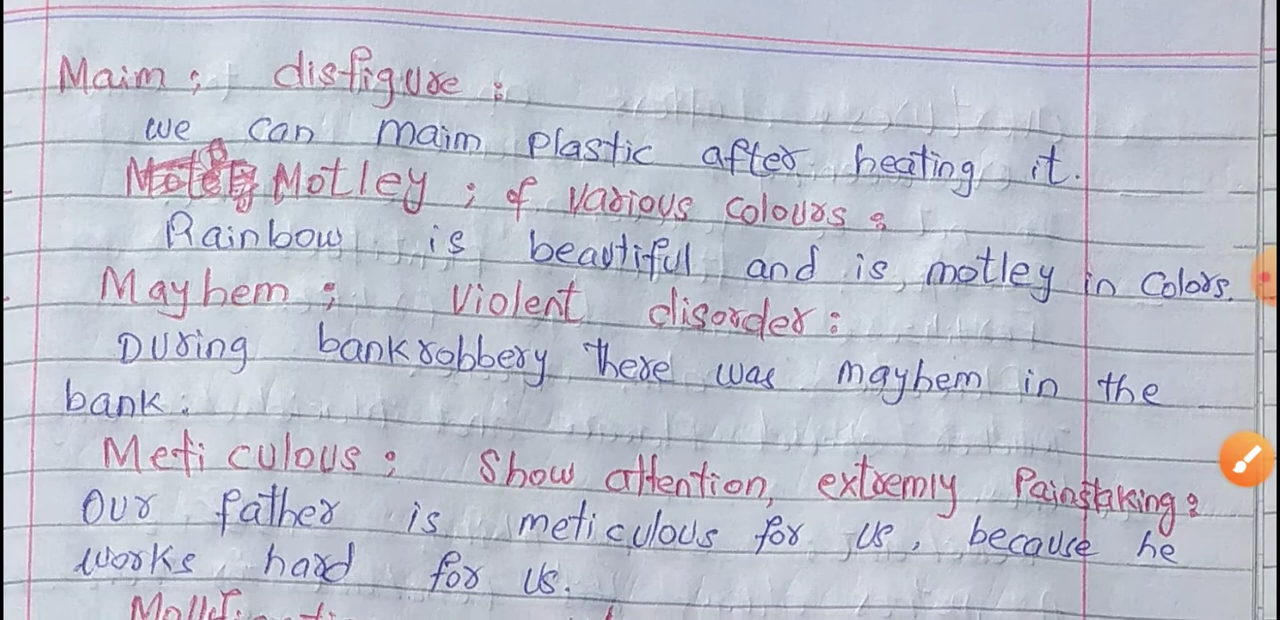 Maim; disfigure:
we can maim plastic after heating it.
Motley; of various colours:
Rainbow is beautiful and is motley in colors.
Mayhem; violent disorder:
During bank robbery there was mayhem in the
bank.
Meticulous: Show attention, extremly Painstaking:
Our father is meticulous for us, because he
works hard for us.